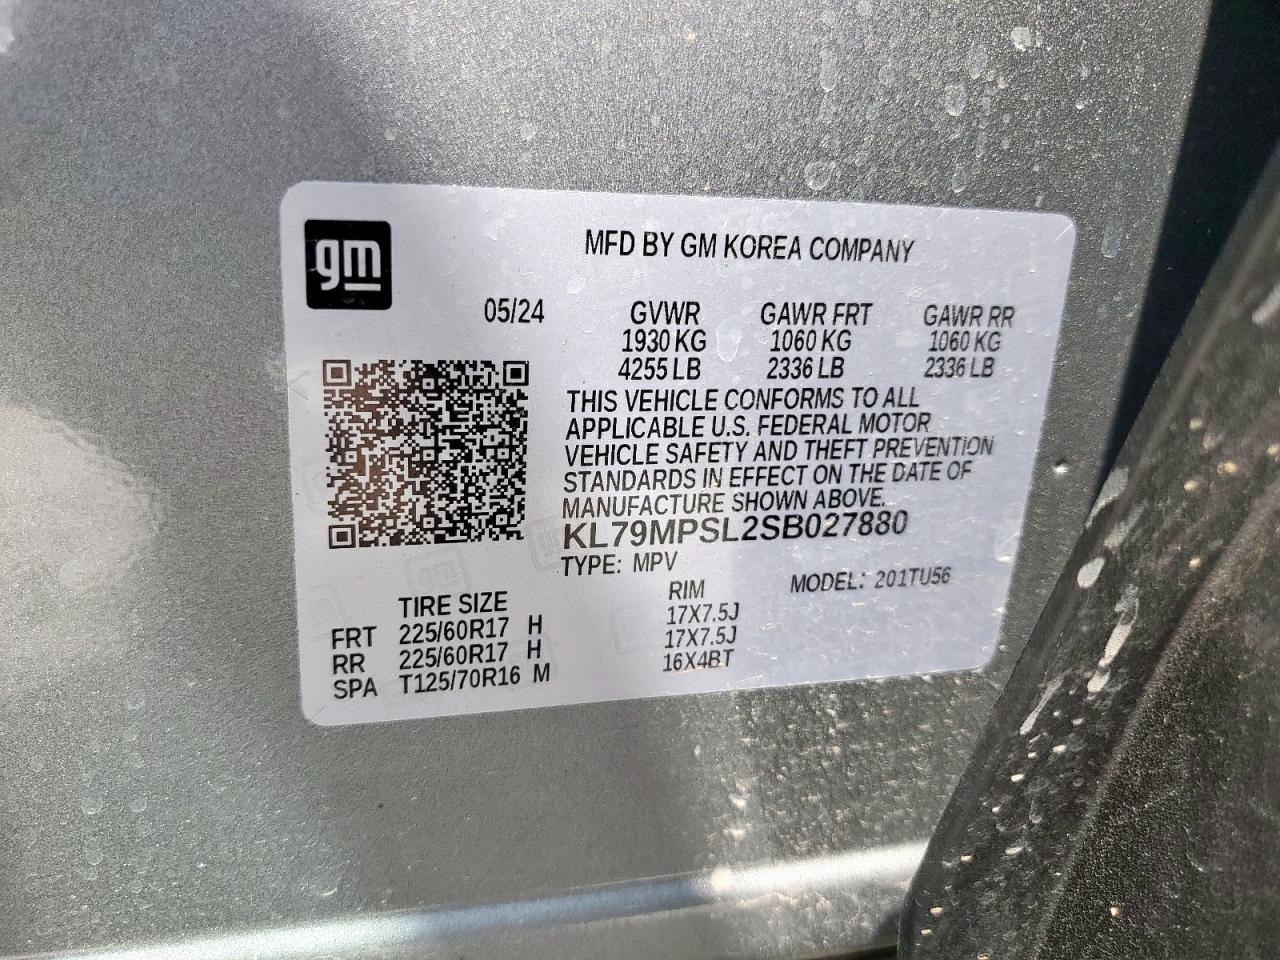 gm
MFD BY GM KOREA COMPANY
05/24 GVWR GAWR FRT GAWR RR
1930 KG 1060 KG 1060 KG
4255 LB 2336 LB 2336 LB
THIS VEHICLE CONFORMS TO ALL
APPLICABLE U.S. FEDERAL MOTOR
VEHICLE SAFETY AND THEFT PREVENTION
STANDARDS IN EFFECT ON THE DATE OF
MANUFACTURE SHOWN ABOVE.
KL79MPSL2SB027880
TYPE: MPV MODEL: 201TU56
TIRE SIZE RIM
FRT 225/60R17 H 17X7.5J
RR 225/60R17 H 17X7.5J
SPA T125/70R16 M 16X4BT